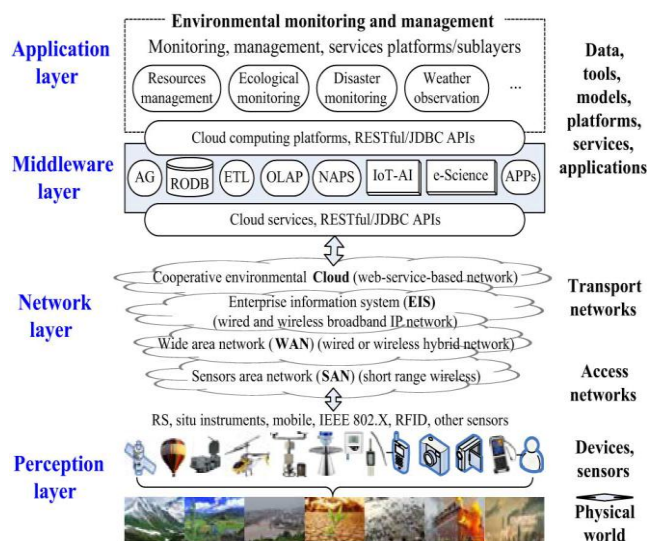 Environmental monitoring and management
Application
layer
Monitoring, management, services platforms/sublayers
Resources
management
Ecological
monitoring
Disaster
monitoring
Weather
observation
...
Data,
tools,
models,
platforms,
services,
applications
Cloud computing platforms, RESTful/JDBC APIs
Middleware
layer
AG
RODB
ETL
OLAP
NAPS
IoT-AI
e-Science
APPs
Cloud services, RESTful/JDBC APIs
Network
layer
Cooperative environmental Cloud (web-service-based network)
Enterprise information system (EIS)
(wired and wireless broadband IP network)
Wide area network (WAN) (wired or wireless hybrid network)
Sensors area network (SAN) (short range wireless)
Transport
networks
Access
networks
RS, situ instruments, mobile, IEEE 802.X, RFID, other sensors
Perception
layer
Devices,
sensors
Physical
world